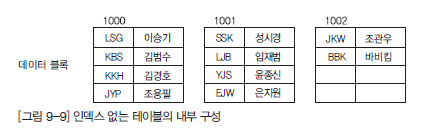 1000 1001 1002
LSG 이승기 SSK 성시경 JKW 조관우
KBS 김범수 LJB 임재범 BBK 바비킴
데이터 블록
KKH 김경호 YJS 윤종신
JYP 조용필 EJW 은지원
[그림 9-9] 인덱스 없는 테이블의 내부 구성